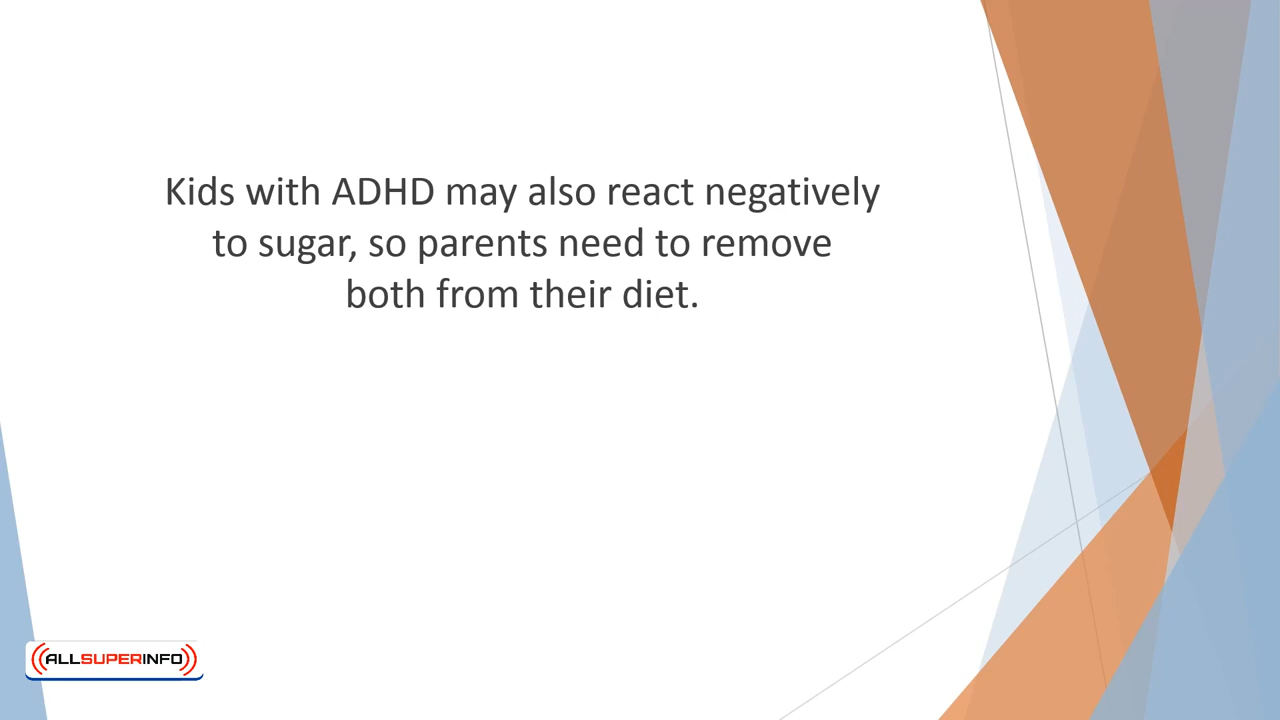 Kids with ADHD may also react negatively
to sugar, so parents need to remove
both from their diet.
ALLSUPERINFO